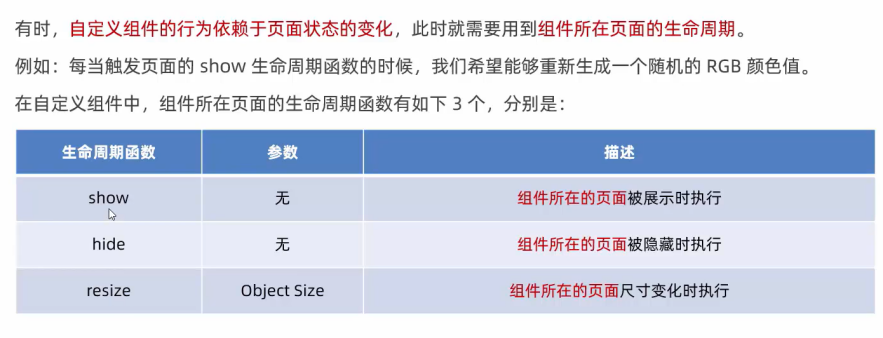 有时，自定义组件的行为依赖于页面状态的变化，此时就需要用到组件所在页面的生命周期。
例如：每当触发页面的 show 生命周期函数的时候，我们希望能够重新生成一个随机的 RGB 颜色值。
在自定义组件中，组件所在页面的生命周期函数有如下 3 个，分别是：
生命周期函数 参数 描述
show 无 组件所在的页面被展示时执行
hide 无 组件所在的页面被隐藏时执行
resize Object Size 组件所在的页面尺寸变化时执行